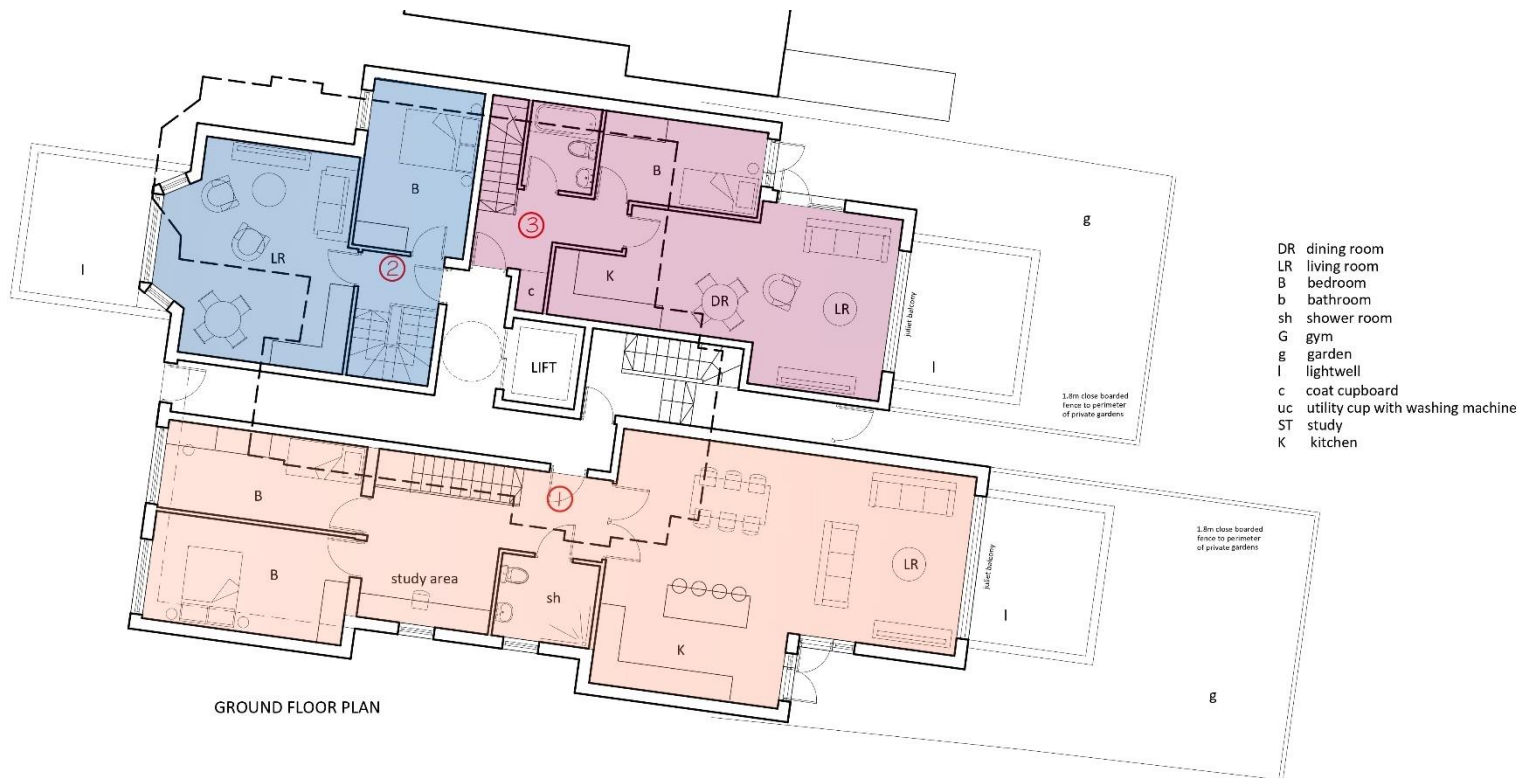 B
LR
2
l
B
3
K
c
DR
LR
juliet balcony
l
g
1.8m close boarded
fence to perimeter
of private gardens
LIFT
B
B
study area
1
sh
K
LR
juliet balcony
l
1.8m close boarded
fence to perimeter
of private gardens
g
GROUND FLOOR PLAN
DR dining room
LR living room
B bedroom
b bathroom
sh shower room
G gym
g garden
l lightwell
c coat cupboard
uc utility cup with washing machine
ST study
K kitchen